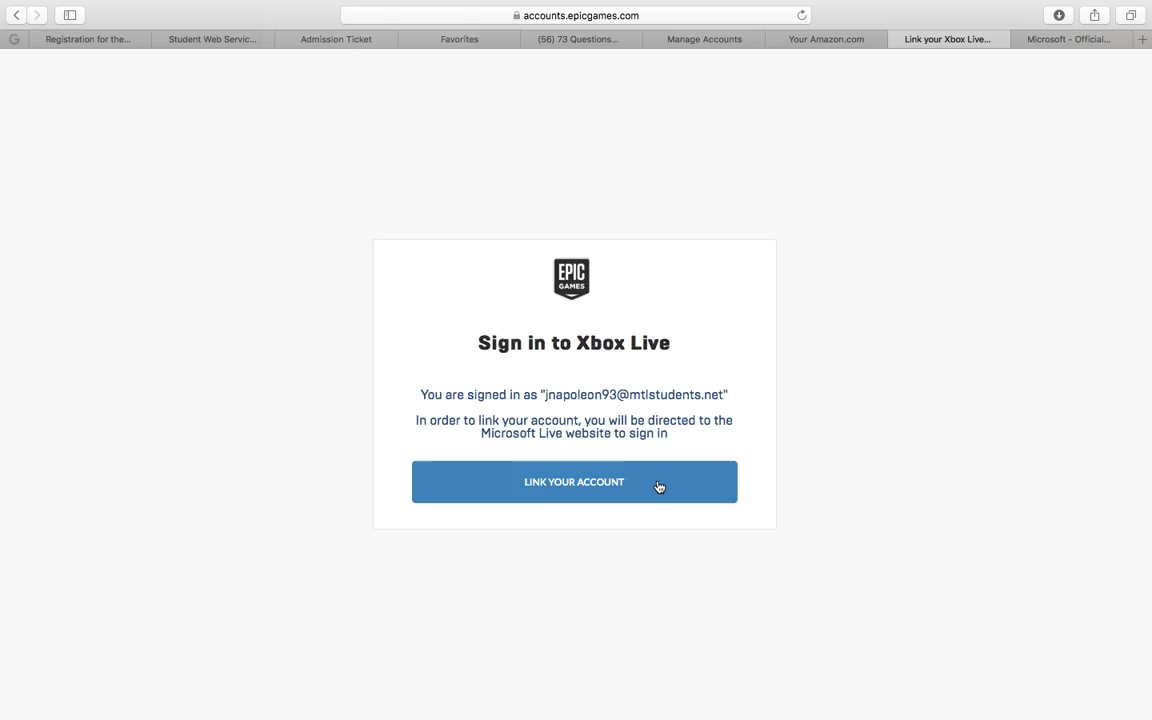 accounts.epicgames.com
G
Registration for the...
Student Web Servic...
Admission Ticket
Favorites
(56) 73 Questions...
Manage Accounts
Your Amazon.com
Link your Xbox Live...
Microsoft - Official...
EPIC
GAMES
Sign in to Xbox Live
You are signed in as "jnapoleon93@mtlstudents.net"
In order to link your account, you will be directed to the
Microsoft Live website to sign in
LINK YOUR ACCOUNT